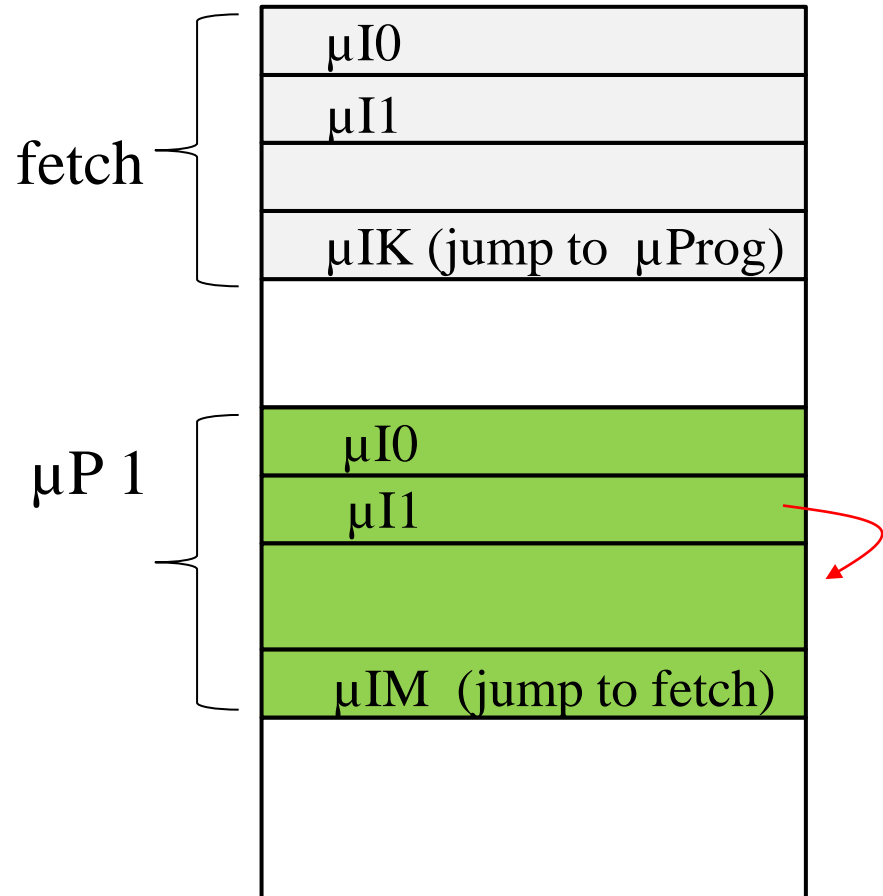 µI0
µI1
fetch
µIK (jump to µProg)
µI0
µP 1
µI1
µIM (jump to fetch)